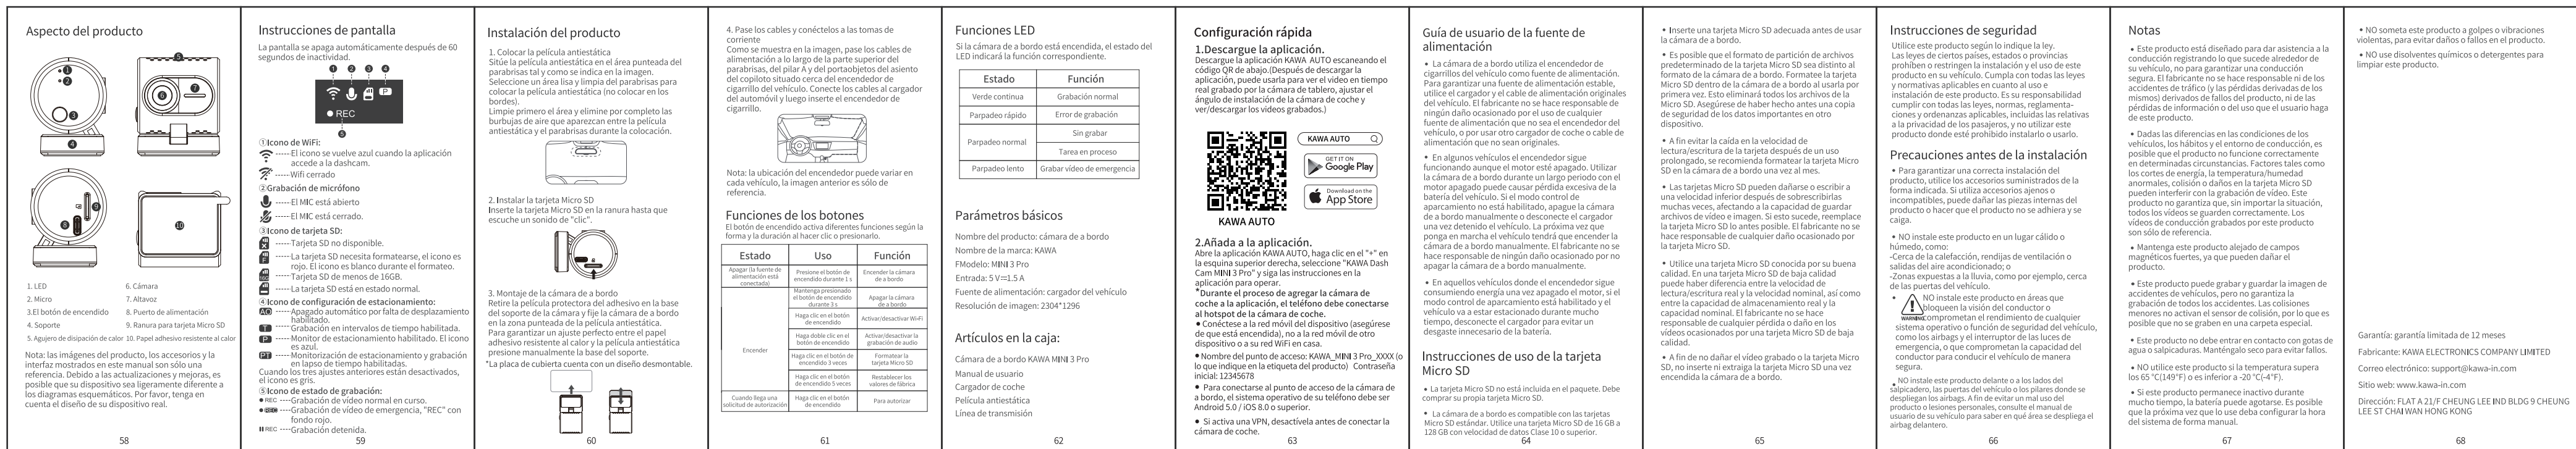 Aspecto del producto
1. LED
2. Micro
3.El botón de encendido
4. Soporte
5. Agujero de disipación de calor
6. Cámara
7. Altavoz
8. Puerto de alimentación
9. Ranura para tarjeta Micro SD
10. Papel adhesivo resistente al calor
Nota: las imágenes del producto, los accesorios y la
interfaz mostrados en este manual son sólo una
referencia. Debido a las actualizaciones y mejoras, es
posible que su dispositivo sea ligeramente diferente a
los diagramas esquemáticos. Por favor, tenga en
cuenta el diseño de su dispositivo real.
58
Instrucciones de pantalla
La pantalla se apaga automáticamente después de 60
segundos de inactividad.
REC
①Icono de WiFi:
-----El icono se vuelve azul cuando la aplicación
accede a la dashcam.
-----Wifi cerrado
②Grabación de micrófono
-----El MIC está abierto
-----El MIC está cerrado.
③Icono de tarjeta SD:
-----Tarjeta SD no disponible.
-----La tarjeta SD necesita formatearse, el icono es
rojo. El icono es blanco durante el formateo.
-----Tarjeta SD de menos de 16GB.
-----La tarjeta SD está en estado normal.
④Icono de configuración de estacionamiento:
AO -----Apagado automático por falta de desplazamiento
habilitado.
T -----Grabación en intervalos de tiempo habilitada.
P -----Monitor de estacionamiento habilitado. El icono
es azul.
PT -----Monitorización de estacionamiento y grabación
en lapso de tiempo habilitadas.
Cuando los tres ajustes anteriores están desactivados,
el icono es gris.
⑤Icono de estado de grabación:
● REC ----Grabación de vídeo normal en curso.
● REC ----Grabación de vídeo de emergencia, "REC" con
fondo rojo.
REC ----Grabación detenida.
59
Instalación del producto
1. Colocar la película antiestática
Sitúe la película antiestática en el área punteada del
parabrisas tal y como se indica en la imagen.
Seleccione un área lisa y limpia del parabrisas para
colocar la película antiestática (no colocar en los
bordes).
Limpie primero el área y elimine por completo las
burbujas de aire que aparezcan entre la película
antiestática y el parabrisas durante la colocación.
2. Instalar la tarjeta Micro SD
Inserte la tarjeta Micro SD en la ranura hasta que
escuche un sonido de "clic".
3. Montaje de la cámara de a bordo
Retire la película protectora del adhesivo en la base
del soporte de la cámara y fije la cámara de a bordo
en la zona punteada de la película antiestática.
Para garantizar un ajuste perfecto entre el papel
adhesivo resistente al calor y la película antiestática
presione manualmente la base del soporte.
*La placa de cubierta cuenta con un diseño desmontable.
60
4. Pase los cables y conéctelos a las tomas de
corriente
Como se muestra en la imagen, pase los cables de
alimentación a lo largo de la parte superior del
parabrisas, del pilar A y del portaobjetos del asiento
del copiloto situado cerca del encendedor de
cigarrillo del vehículo. Conecte los cables al cargador
del automóvil y luego inserte el encendedor de
cigarrillo.
Nota: la ubicación del encendedor puede variar en
cada vehículo, la imagen anterior es sólo de
referencia.
Funciones de los botones
El botón de encendido activa diferentes funciones según la
forma y la duración al hacer clic o presionarlo.
Estado Uso Función
Apagar (la fuente de alimentación está conectada) Presione el botón de encendido durante 1 s Encender la cámara de a bordo
Encender Mantenga presionado el botón de encendido durante 3 s Apagar la cámara de a bordo
Haga clic en el botón de encendido Activar/desactivar Wi-Fi
Haga doble clic en el botón de encendido Activar/desactivar la grabación de audio
Haga clic en el botón de encendido 3 veces Formatear la tarjeta Micro SD
Haga clic en el botón de encendido 5 veces Restablecer los valores de fábrica
Cuando llega una solicitud de autorización Haga clic en el botón de encendido Para autorizar
61
Funciones LED
Si la cámara de a bordo está encendida, el estado del
LED indicará la función correspondiente.
Estado Función
Verde continua Grabación normal
Parpadeo rápido Error de grabación
Parpadeo normal Sin grabar
Tarea en proceso
Parpadeo lento Grabar vídeo de emergencia
Parámetros básicos
Nombre del producto: cámara de a bordo
Nombre de la marca: KAWA
FModelo: MINI 3 Pro
Entrada: 5 V⎓1.5 A
Fuente de alimentación: cargador del vehículo
Resolución de imagen: 2304*1296
Artículos en la caja:
Cámara de a bordo KAWA MINI 3 Pro
Manual de usuario
Cargador de coche
Película antiestática
Línea de transmisión
62
Configuración rápida
1.Descargue la aplicación.
Descargue la aplicación KAWA AUTO escaneando el
código QR de abajo.(Después de descargar la
aplicación, puede usarla para ver el video en tiempo
real grabado por la cámara de tablero, ajustar el
ángulo de instalación de la cámara de coche y
ver/descargar los videos grabados.)
KAWA AUTO
KAWA AUTO
GET IT ON
Google Play
Download on the
App Store
2.Añada a la aplicación.
Abre la aplicación KAWA AUTO, haga clic en el "+" en
la esquina superior derecha, seleccione "KAWA Dash
Cam MINI 3 Pro" y siga las instrucciones en la
aplicación para operar.
*Durante el proceso de agregar la cámara de
coche a la aplicación, el teléfono debe conectarse
al hotspot de la cámara de coche.
● Conéctese a la red móvil del dispositivo (asegúrese
de que está encendida), no a la red móvil de otro
dispositivo o a su red WiFi en casa.
● Nombre del punto de acceso: KAWA_MINI 3 Pro_XXXX (o
lo que indique en la etiqueta del producto) Contraseña
inicial: 12345678
● Para conectarse al punto de acceso de la cámara de
a bordo, el sistema operativo de su teléfono debe ser
Android 5.0 / iOS 8.0 o superior.
● Si activa una VPN, desactívela antes de conectar la
cámara de coche.
63
Guía de usuario de la fuente de
alimentación
• La cámara de a bordo utiliza el encendedor de
cigarrillos del vehículo como fuente de alimentación.
Para garantizar una fuente de alimentación estable,
utilice el cargador y el cable de alimentación originales
del vehículo. El fabricante no se hace responsable de
ningún daño ocasionado por el uso de cualquier
fuente de alimentación que no sea el encendedor del
vehículo, o por usar otro cargador de coche o cable de
alimentación que no sean originales.
• En algunos vehículos el encendedor sigue
funcionando aunque el motor esté apagado. Utilizar
la cámara de a bordo durante un largo periodo con el
motor apagado puede causar pérdida excesiva de la
batería del vehículo. Si el modo control de
aparcamiento no está habilitado, apague la cámara
de a bordo manualmente o desconecte el cargador
una vez detenido el vehículo. La próxima vez que
ponga en marcha el vehículo tendrá que encender la
cámara de a bordo manualmente. El fabricante no se
hace responsable de ningún daño ocasionado por no
apagar la cámara de a bordo manualmente.
• En aquellos vehículos donde el encendedor sigue
consumiendo energía una vez apagado el motor, si el
modo control de aparcamiento está habilitado y el
vehículo va a estar estacionado durante mucho
tiempo, desconecte el cargador para evitar un
desgaste innecesario de la batería.
Instrucciones de uso de la tarjeta
Micro SD
• La tarjeta Micro SD no está incluida en el paquete. Debe
comprar su propia tarjeta Micro SD.
• La cámara de a bordo es compatible con las tarjetas
Micro SD estándar. Utilice una tarjeta Micro SD de 16 GB a
128 GB con velocidad de datos Clase 10 o superior.
64
• Inserte una tarjeta Micro SD adecuada antes de usar
la cámara de a bordo.
• Es posible que el formato de partición de archivos
predeterminado de la tarjeta Micro SD sea distinto al
formato de la cámara de a bordo. Formatee la tarjeta
Micro SD dentro de la cámara de a bordo al usarla por
primera vez. Esto eliminará todos los archivos de la
Micro SD. Asegúrese de haber hecho antes una copia
de seguridad de los datos importantes en otro
dispositivo.
• A fin evitar la caída en la velocidad de
lectura/escritura de la tarjeta después de un uso
prolongado, se recomienda formatear la tarjeta Micro
SD en la cámara de a bordo una vez al mes.
• Las tarjetas Micro SD pueden dañarse o escribir a
una velocidad inferior después de sobrescribirlas
muchas veces, afectando a la capacidad de guardar
archivos de vídeo e imagen. Si esto sucede, reemplace
la tarjeta Micro SD lo antes posible. El fabricante no se
hace responsable de cualquier daño ocasionado por
la tarjeta Micro SD.
• Utilice una tarjeta Micro SD conocida por su buena
calidad. En una tarjeta Micro SD de baja calidad
puede haber diferencia entre la velocidad de
lectura/escritura real y la velocidad nominal, así como
entre la capacidad de almacenamiento real y la
capacidad nominal. El fabricante no se hace
responsable de cualquier pérdida o daño en los
vídeos ocasionados por una tarjeta Micro SD de baja
calidad.
• A fin de no dañar el vídeo grabado o la tarjeta Micro
SD, no inserte ni extraiga la tarjeta Micro SD una vez
encendida la cámara de a bordo.
65
Instrucciones de seguridad
Utilice este producto según lo indique la ley.
Las leyes de ciertos países, estados o provincias
prohíben o restringen la instalación y el uso de este
producto en su vehículo. Cumpla con todas las leyes
y normativas aplicables en cuanto al uso e
instalación de este producto. Es su responsabilidad
cumplir con todas las leyes, normas, reglamenta-
ciones y ordenanzas aplicables, incluidas las relativas
a la privacidad de los pasajeros, y no utilizar este
producto donde esté prohibido instalarlo o usarlo.
Precauciones antes de la instalación
• Para garantizar una correcta instalación del
producto, utilice los accesorios suministrados de la
forma indicada. Si utiliza accesorios ajenos o
incompatibles, puede dañar las piezas internas del
producto o hacer que el producto no se adhiera y se
caiga.
• NO instale este producto en un lugar cálido o
húmedo, como:
-Cerca de la calefacción, rendijas de ventilación o
salidas del aire acondicionado; o
-Zonas expuestas a la lluvia, como por ejemplo, cerca
de las puertas del vehículo.
• WARNING NO instale este producto en áreas que
bloqueen la visión del conductor o
comprometan el rendimiento de cualquier
sistema operativo o función de seguridad del vehículo,
como los airbags y el interruptor de las luces de
emergencia, o que comprometan la capacidad del
conductor para conducir el vehículo de manera
segura.
• NO instale este producto delante o a los lados del
salpicadero, las puertas del vehículo o los pilares donde se
despliegan los airbags. A fin de evitar un mal uso del
producto o lesiones personales, consulte el manual de
usuario de su vehículo para saber en qué área se despliega el
airbag delantero.
66
Notas
• Este producto está diseñado para dar asistencia a la
conducción registrando lo que sucede alrededor de
su vehículo, no para garantizar una conducción
segura. El fabricante no se hace responsable ni de los
accidentes de tráfico (y las pérdidas derivadas de los
mismos) derivados de fallos del producto, ni de las
pérdidas de información o del uso que el usuario haga
de este producto.
• Dadas las diferencias en las condiciones de los
vehículos, los hábitos y el entorno de conducción, es
posible que el producto no funcione correctamente
en determinadas circunstancias. Factores tales como
los cortes de energía, la temperatura/humedad
anormales, colisión o daños en la tarjeta Micro SD
pueden interferir con la grabación de vídeo. Este
producto no garantiza que, sin importar la situación,
todos los vídeos se guarden correctamente. Los
vídeos de conducción grabados por este producto
son sólo de referencia.
• Mantenga este producto alejado de campos
magnéticos fuertes, ya que pueden dañar el
producto.
• Este producto puede grabar y guardar la imagen de
accidentes de vehículos, pero no garantiza la
grabación de todos los accidentes. Las colisiones
menores no activen el sensor de colisión, por lo que es
posible que no se graben en una carpeta especial.
• Este producto no debe entrar en contacto con gotas de
agua o salpicaduras. Manténgalo seco para evitar fallos.
• NO utilice este producto si la temperatura supera
los 65 °C(149°F) o es inferior a -20 °C(-4°F).
• Si este producto permanece inactivo durante
mucho tiempo, la batería puede agotarse. Es posible
que la próxima vez que lo use deba configurar la hora
del sistema de forma manual.
67
• NO someta este producto a golpes o vibraciones
violentas, para evitar daños o fallos en el producto.
• NO use disolventes químicos o detergentes para
limpiar este producto.
Garantía: garantía limitada de 12 meses
Fabricante: KAWA ELECTRONICS COMPANY LIMITED
Correo electrónico: support@kawa-in.com
Sitio web: www.kawa-in.com
Dirección: FLAT A 21/F CHEUNG LEE IND BLDG 9 CHEUNG
LEE ST CHAI WAN HONG KONG
68